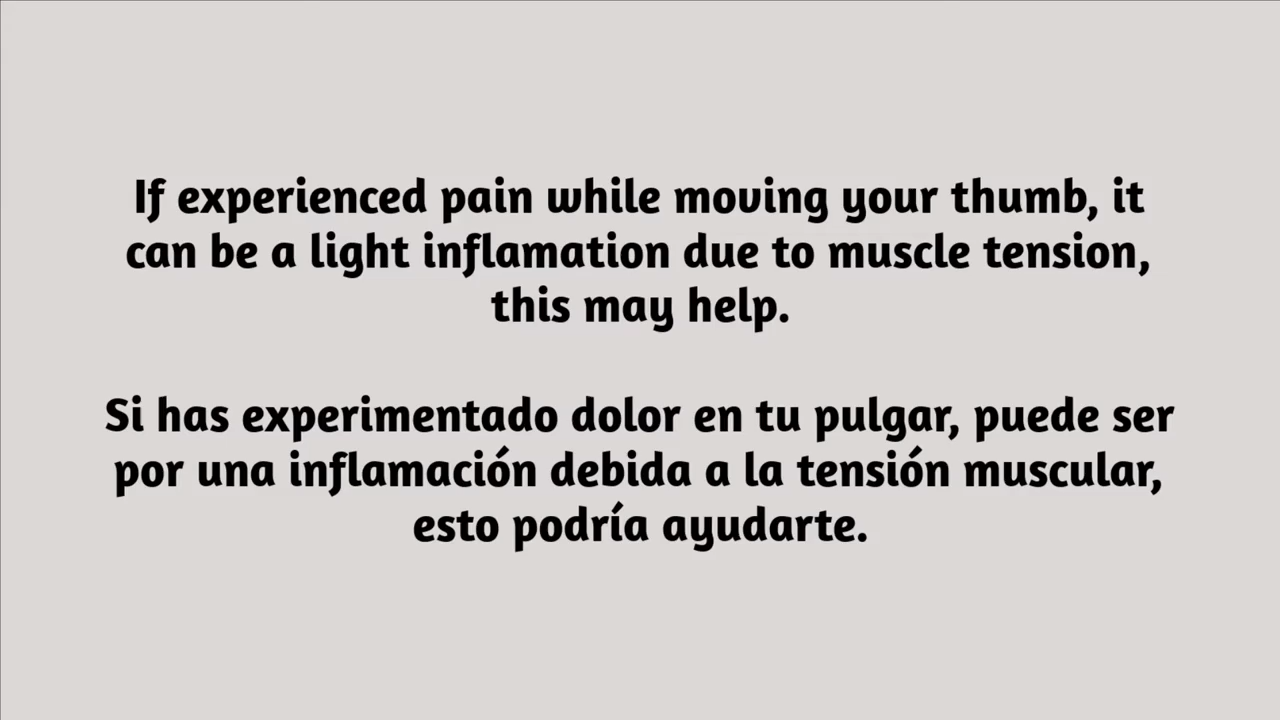 If experienced pain while moving your thumb, it
can be a light inflamation due to muscle tension,
this may help.
Si has experimentado dolor en tu pulgar, puede ser
por una inflamación debida a la tensión muscular,
esto podría ayudarte.